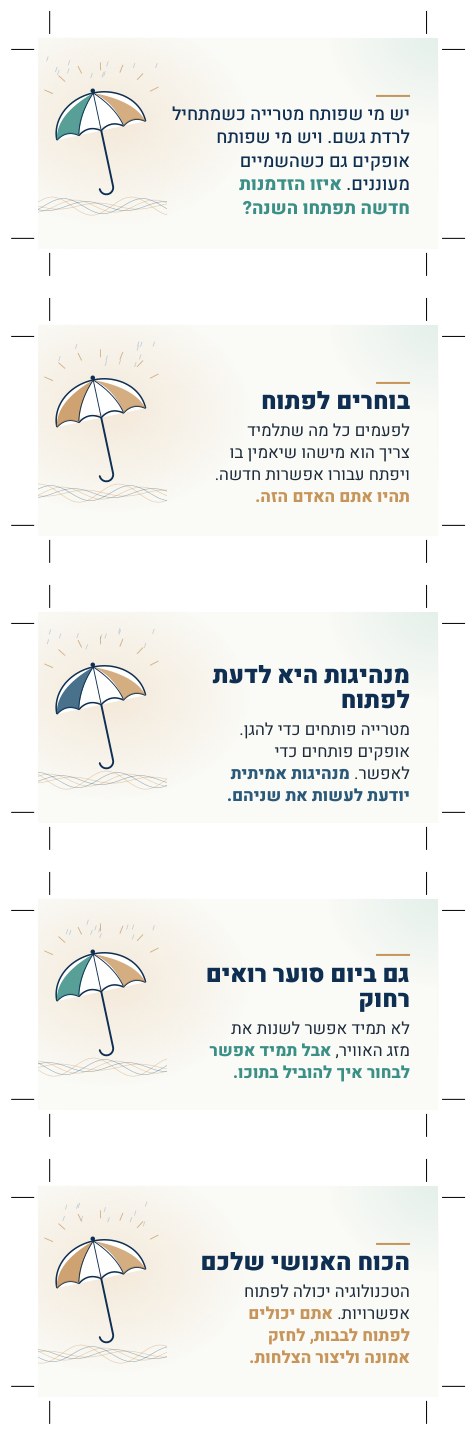 יש מי שפותח מטרייה כשמתחיל
לרדת גשם. ויש מי שפותח
אופקים גם כשהשמיים
מעוננים. איזו הזדמנות
חדשה תפתחו השנה?
בוחרים לפתוח
לפעמים כל מה שתלמיד
צריך הוא מישהו שיאמין בו
ויפתח עבורו אפשרות חדשה.
תהיו אתם האדם הזה.
מנהיגות היא לדעת
לפתוח
מטרייה פותחים כדי להגן.
אופקים פותחים כדי
לאפשר. מנהיגות אמיתית
יודעת לעשות את שניהם.
גם ביום סוער רואים
רחוק
לא תמיד אפשר לשנות את
מזג האוויר, אבל תמיד אפשר
לבחור איך להוביל בתוכו.
הכוח האנושי שלכם
הטכנולוגיה יכולה לפתוח
אפשרויות. אתם יכולים
לפתוח לבבות, לחזק
אמונה וליצור הצלחות.